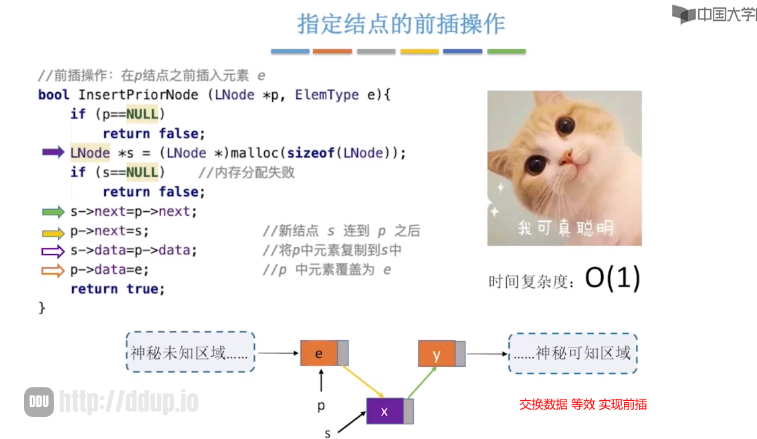 指定结点的前插操作
中国大学
//前插操作：在p结点之前插入元素 e
bool InsertPriorNode (LNode *p, ElemType e){
if (p==NULL)
return false;
LNode *s = (LNode *)malloc(sizeof(LNode));
if (s==NULL) //内存分配失败
return false;
s->next=p->next;
p->next=s; //新结点 s 连到 p 之后
s->data=p->data; //将p中元素复制到s中
p->data=e; //p 中元素覆盖为 e
return true;
}
我可真聪明
时间复杂度：O(1)
神秘未知区域……
e
y
……神秘可知区域
p
x
s
交换数据 等效 实现前插
DDU http://ddup.io